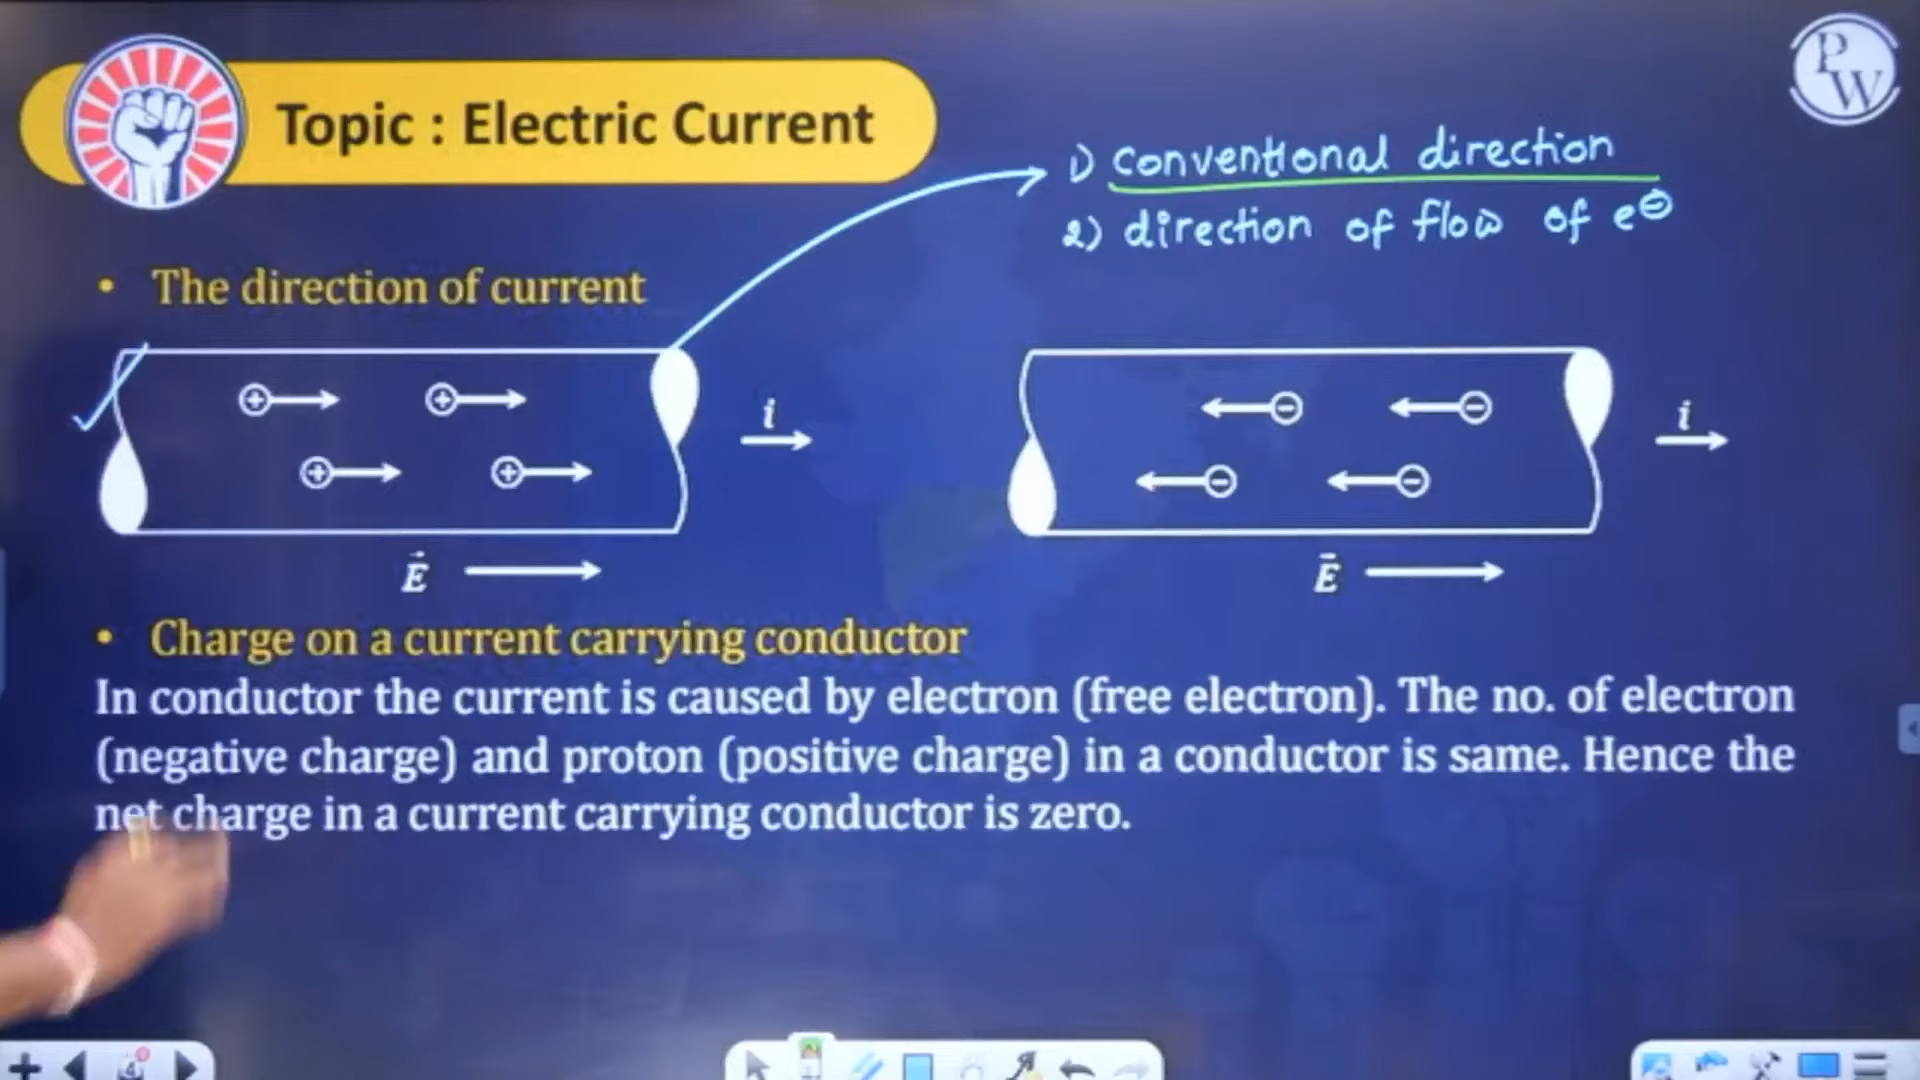 Topic : Electric Current
P
W
1) conventional direction
2) direction of flow of e⊖
• The direction of current
⊕ ⊕
⊕ ⊕
i
⊖ ⊖
⊖ ⊖
i
E⃗
Ē
• Charge on a current carrying conductor
In conductor the current is caused by electron (free electron). The no. of electron
(negative charge) and proton (positive charge) in a conductor is same. Hence the
net charge in a current carrying conductor is zero.